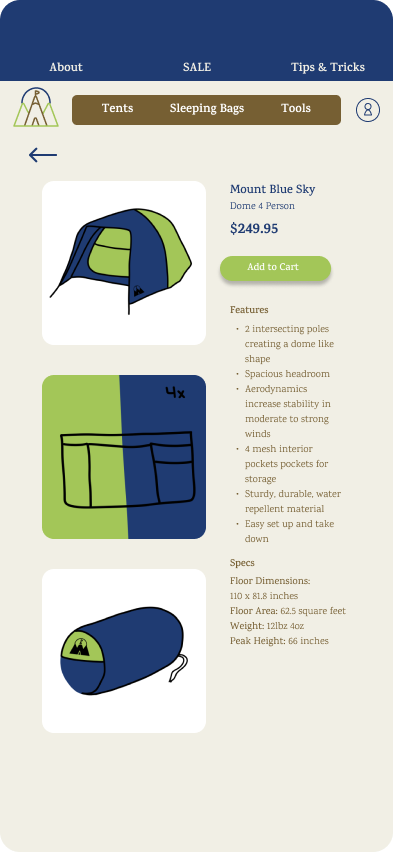 About SALE Tips & Tricks
Tents Sleeping Bags Tools
Mount Blue Sky
Dome 4 Person
$249.95
Add to Cart
4x
Features
• 2 intersecting poles
creating a dome like
shape
• Spacious headroom
• Aerodynamics
increase stability in
moderate to strong
winds
• 4 mesh interior
pockets pockets for
storage
• Sturdy, durable, water
repellent material
• Easy set up and take
down
Specs
Floor Dimensions:
110 x 81.8 inches
Floor Area: 62.5 square feet
Weight: 12lbz 4oz
Peak Height: 66 inches